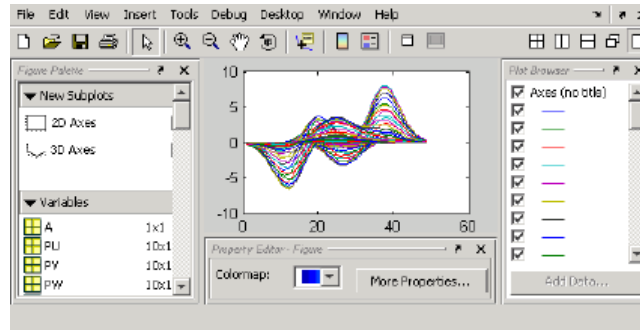 File Edit View Insert Tools Debug Desktop Window Help
Figure Palette
New Subplots
2D Axes
3D Axes
Variables
A 1x1
PU 10x1
PV 10x1
PW 10x1
10
5
0
-5
-10
0 20 40 60
Property Editor - Figure
Colormap:
More Properties...
Plot Browser
Axes (no title)
Add Data...